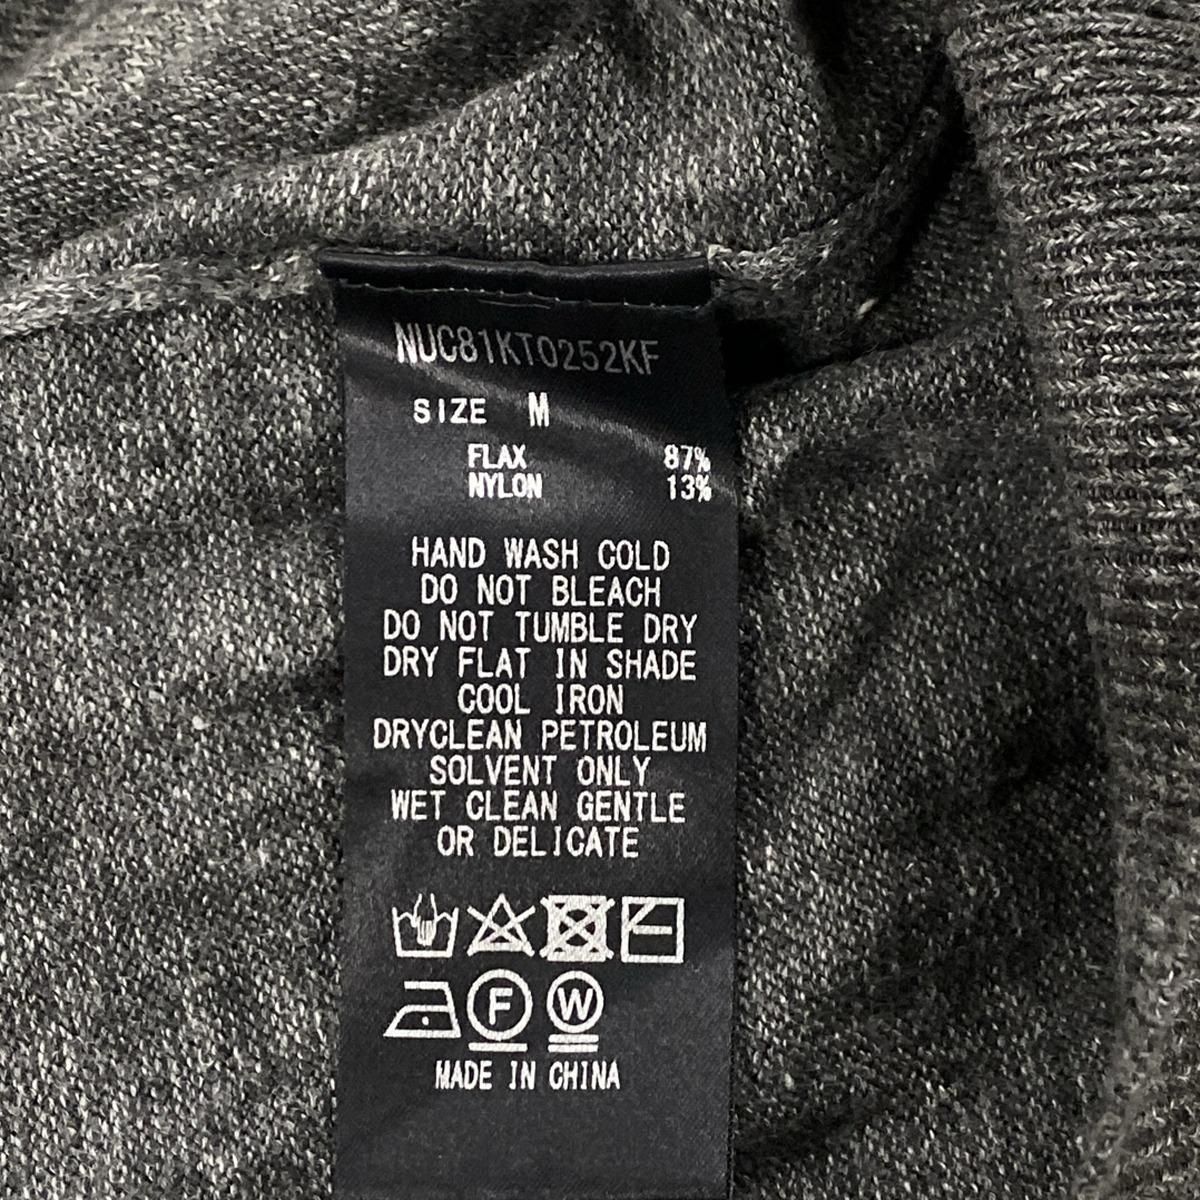 NUC81KT0252KF
SIZE M
FLAX 87%
NYLON 13%
HAND WASH COLD
DO NOT BLEACH
DO NOT TUMBLE DRY
DRY FLAT IN SHADE
COOL IRON
DRYCLEAN PETROLEUM
SOLVENT ONLY
WET CLEAN GENTLE
OR DELICATE
F W
MADE IN CHINA